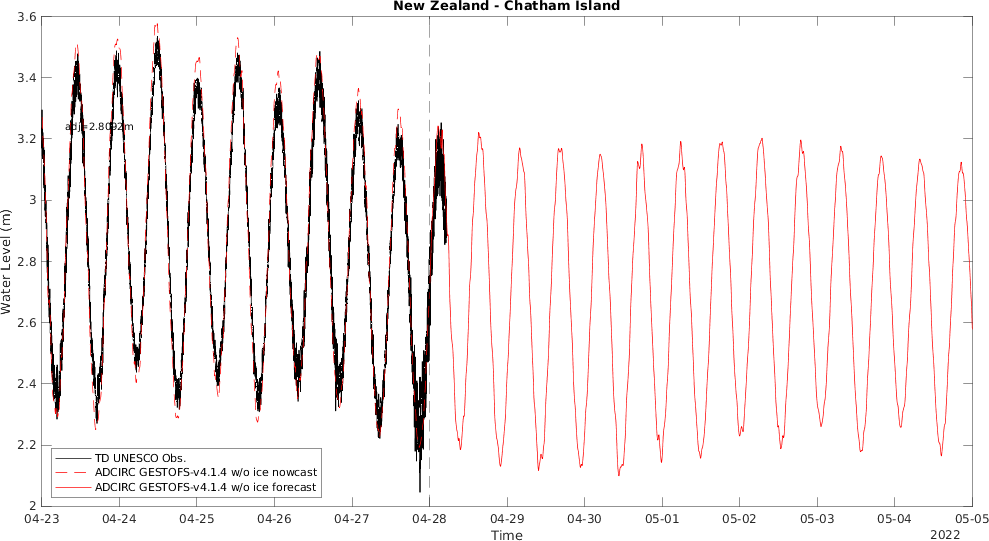 New Zealand - Chatham Island
3.6
3.4
3.2
3
2.8
2.6
2.4
2.2
2
Water Level (m)
adj=2.8092m
TD UNESCO Obs.
ADCIRC GESTOFS-v4.1.4 w/o ice nowcast
ADCIRC GESTOFS-v4.1.4 w/o ice forecast
04-23 04-24 04-25 04-26 04-27 04-28 04-29 04-30 05-01 05-02 05-03 05-04 05-05
Time
2022